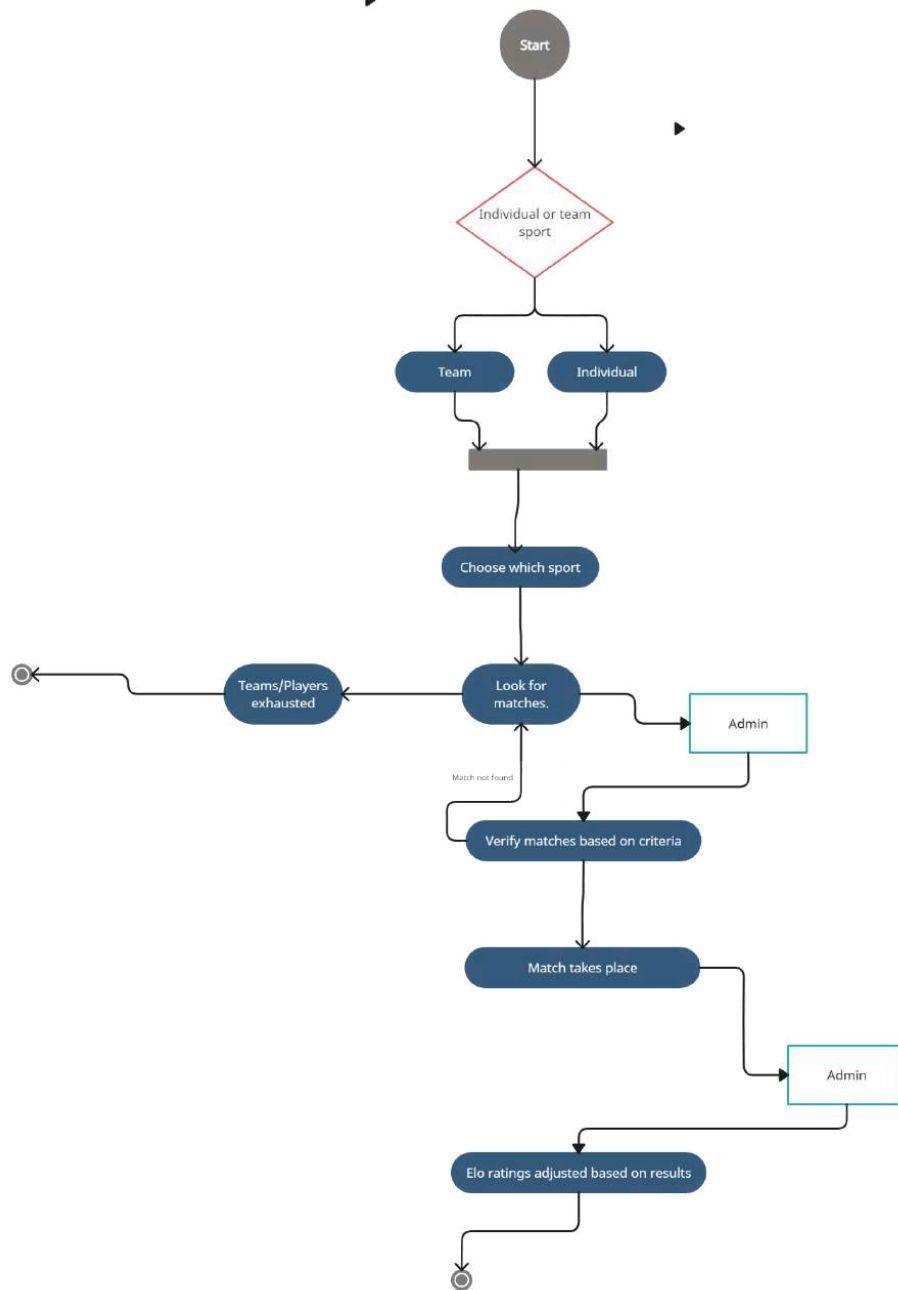 Start
Individual or team
sport
Team
Individual
Choose which sport
Teams/Players
exhausted
Look for
matches.
Admin
Match not found
Verify matches based on criteria
Match takes place
Admin
Elo ratings adjusted based on results